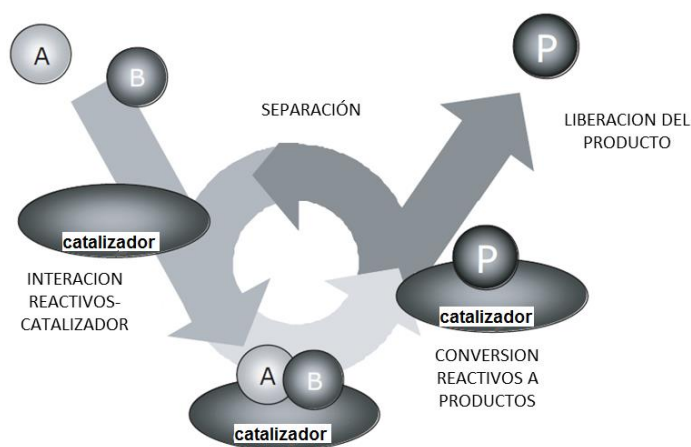 A
B
P
SEPARACIÓN
LIBERACION DEL
PRODUCTO
catalizador
INTERACION
REACTIVOS-
CATALIZADOR
P
catalizador
CONVERSION
REACTIVOS A
PRODUCTOS
A
B
catalizador